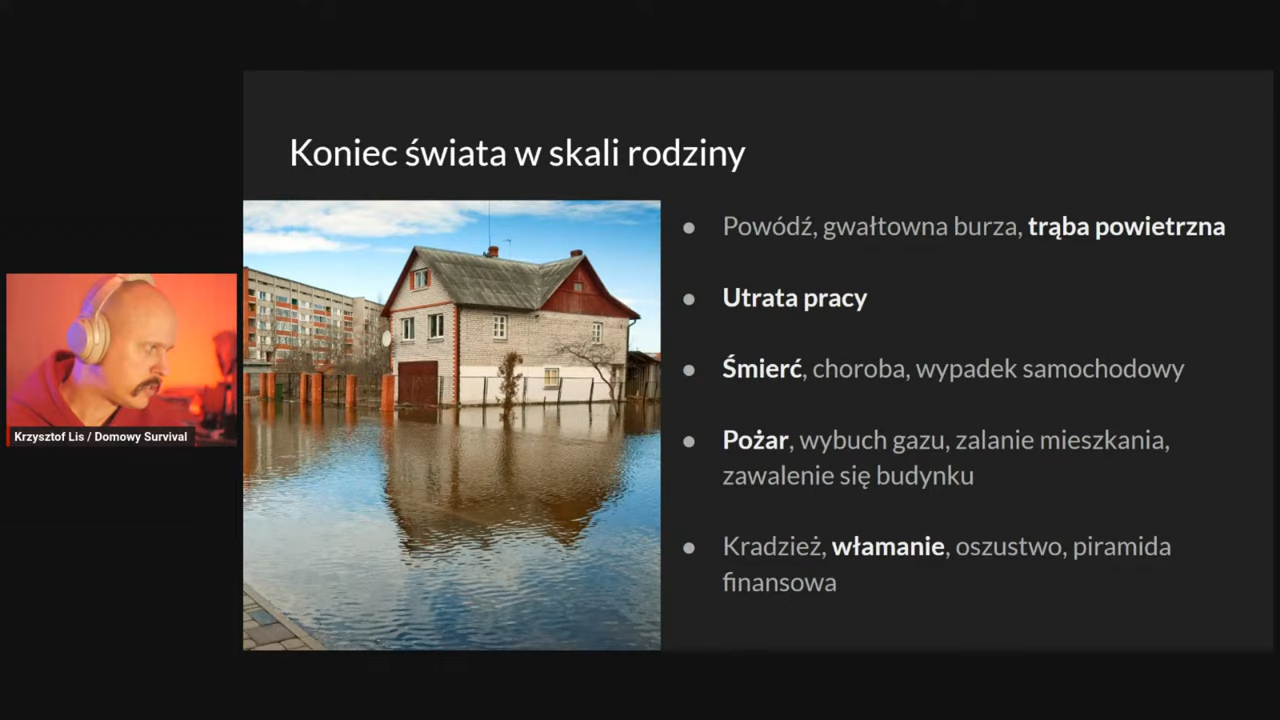 Koniec świata w skali rodziny
Powódź, gwałtowna burza, trąba powietrzna
Utrata pracy
Śmierć, choroba, wypadek samochodowy
Pożar, wybuch gazu, zalanie mieszkania,
zawalenie się budynku
Kradzież, włamanie, oszustwo, piramida
finansowa
Krzysztof Lis / Domowy Survival